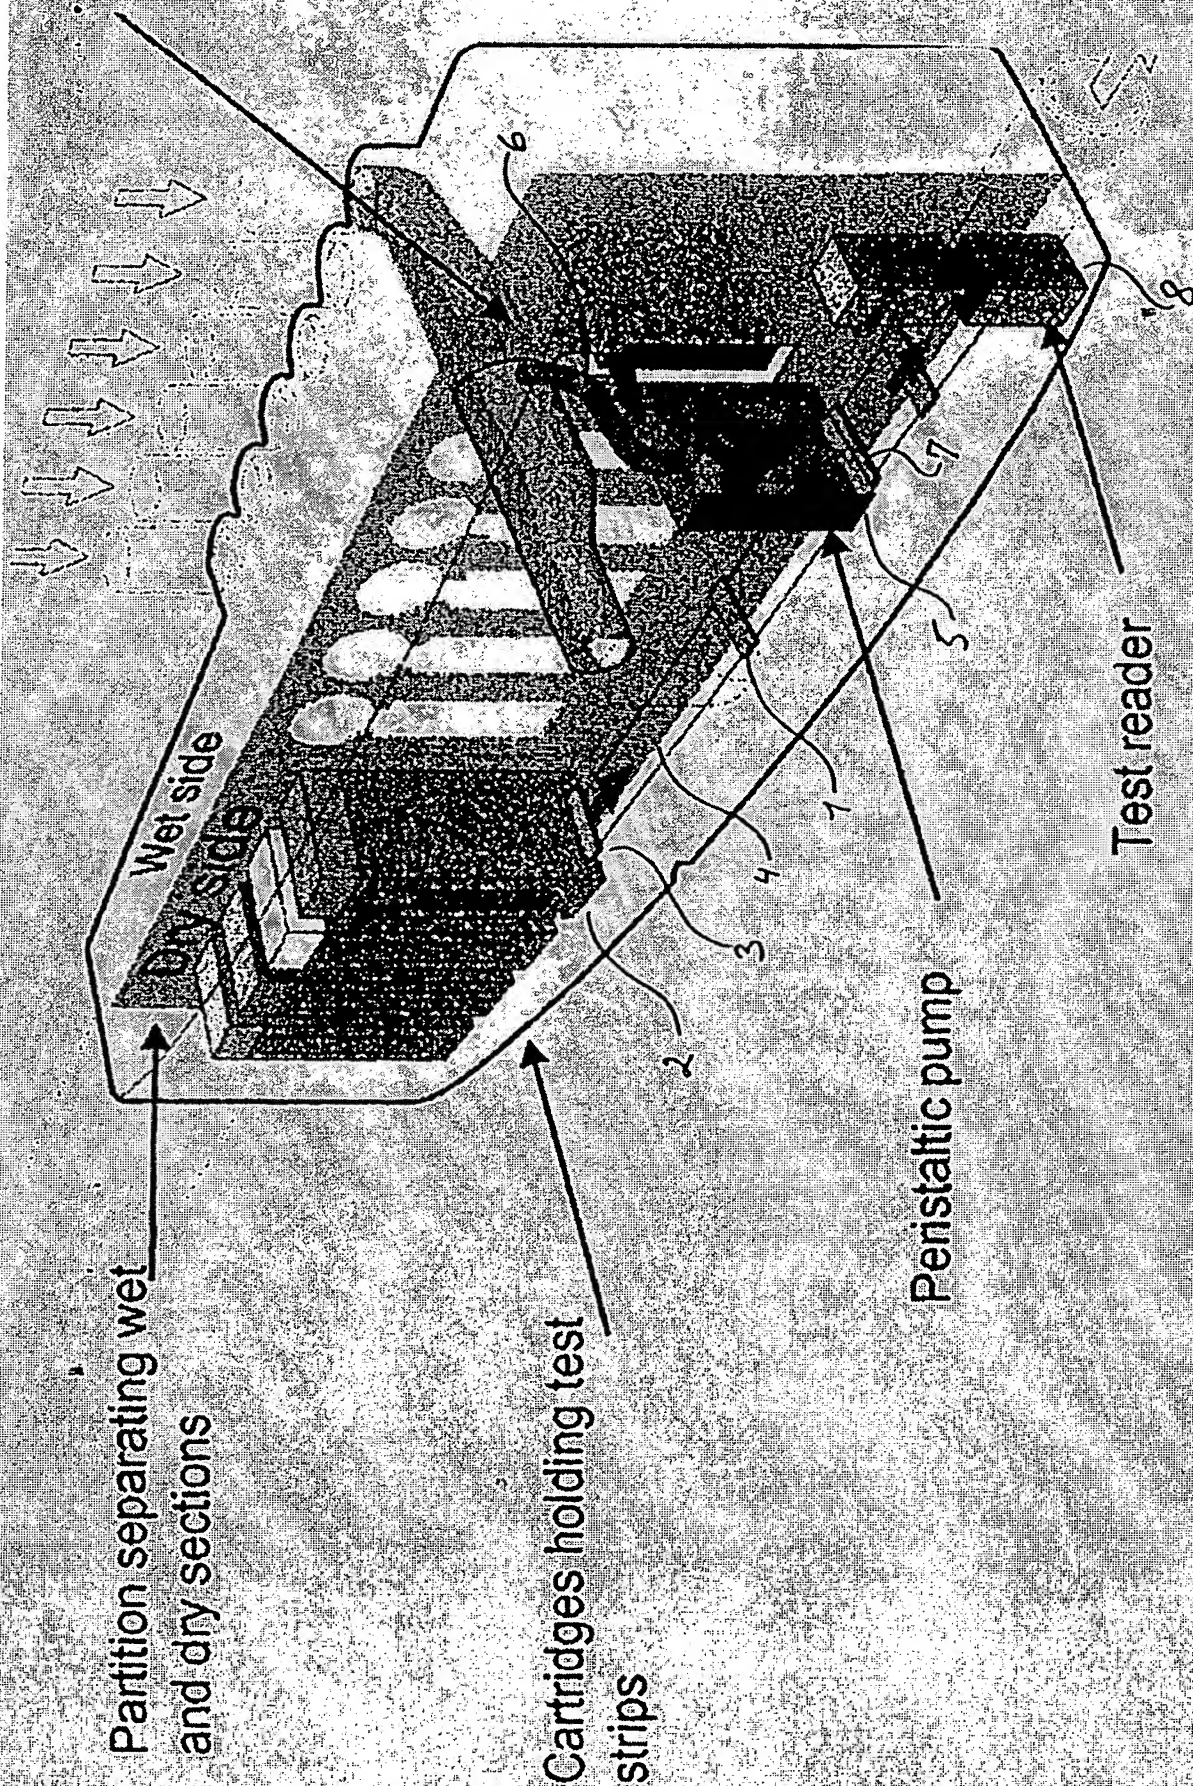 Partition separating wet
and dry sections
Wet side
Dry side
Cartridges holding test
strips
Peristaltic pump
Test reader
6
8
7
5
1
4
3
2
2